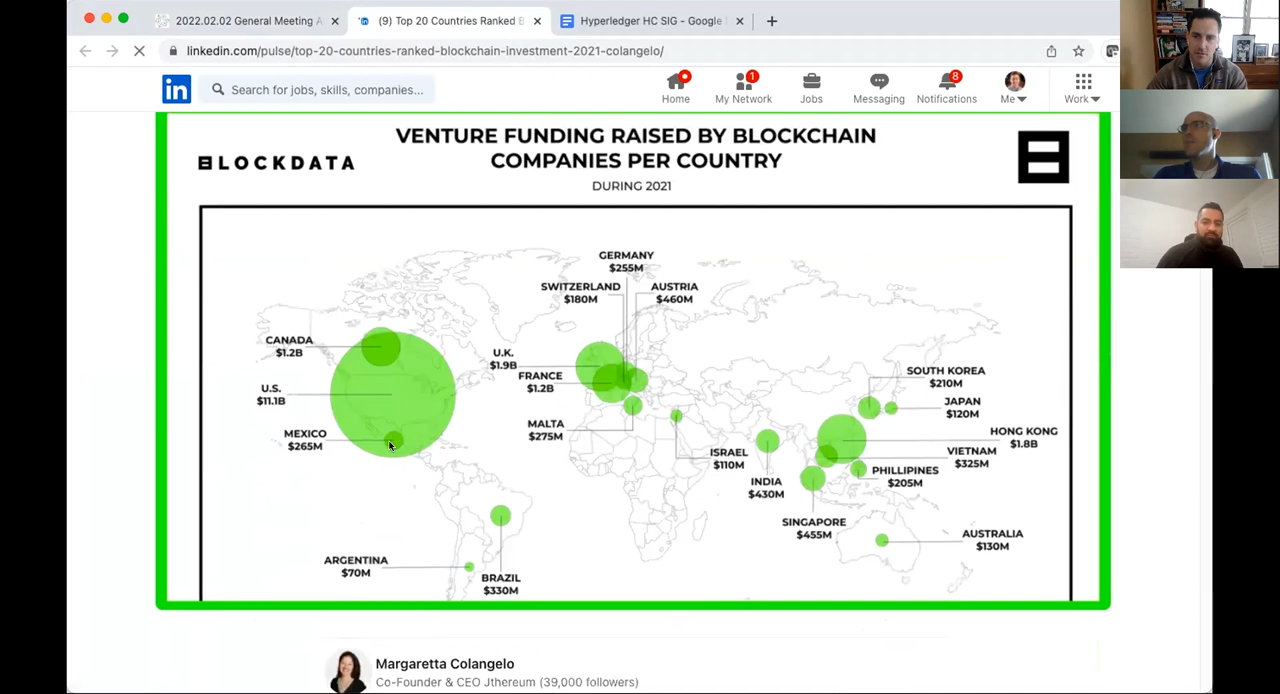 2022.02.02 General Meeting A
(9) Top 20 Countries Ranked B
Hyperledger HC SIG - Google
linkedin.com/pulse/top-20-countries-ranked-blockchain-investment-2021-colangelo/
in
Search for jobs, skills, companies...
Home
1
My Network
Jobs
Messaging
8
Notifications
Me
Work
BLOCKDATA
VENTURE FUNDING RAISED BY BLOCKCHAIN
COMPANIES PER COUNTRY
DURING 2021
GERMANY
$255M
SWITZERLAND
$180M
AUSTRIA
$460M
CANADA
$1.2B
U.K.
$1.9B
FRANCE
$1.2B
U.S.
$11.1B
SOUTH KOREA
$210M
JAPAN
$120M
MEXICO
$265M
MALTA
$275M
HONG KONG
$1.8B
ISRAEL
$110M
VIETNAM
$325M
INDIA
$430M
PHILLIPINES
$205M
SINGAPORE
$455M
AUSTRALIA
$130M
ARGENTINA
$70M
BRAZIL
$330M
Margaretta Colangelo
Co-Founder & CEO Jthereum (39,000 followers)